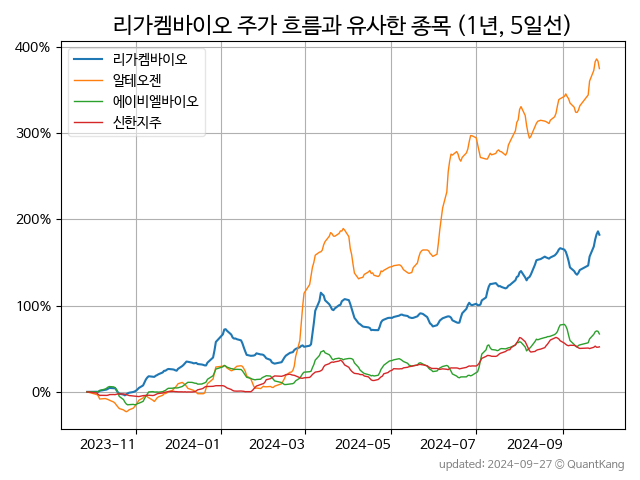 리가켐바이오 주가 흐름과 유사한 종목 (1년, 5일선)
400%
300%
200%
100%
0%
리가켐바이오
알테오젠
에이비엘바이오
신한지주
2023-11
2024-01
2024-03
2024-05
2024-07
2024-09
updated: 2024-09-27 © QuantKang